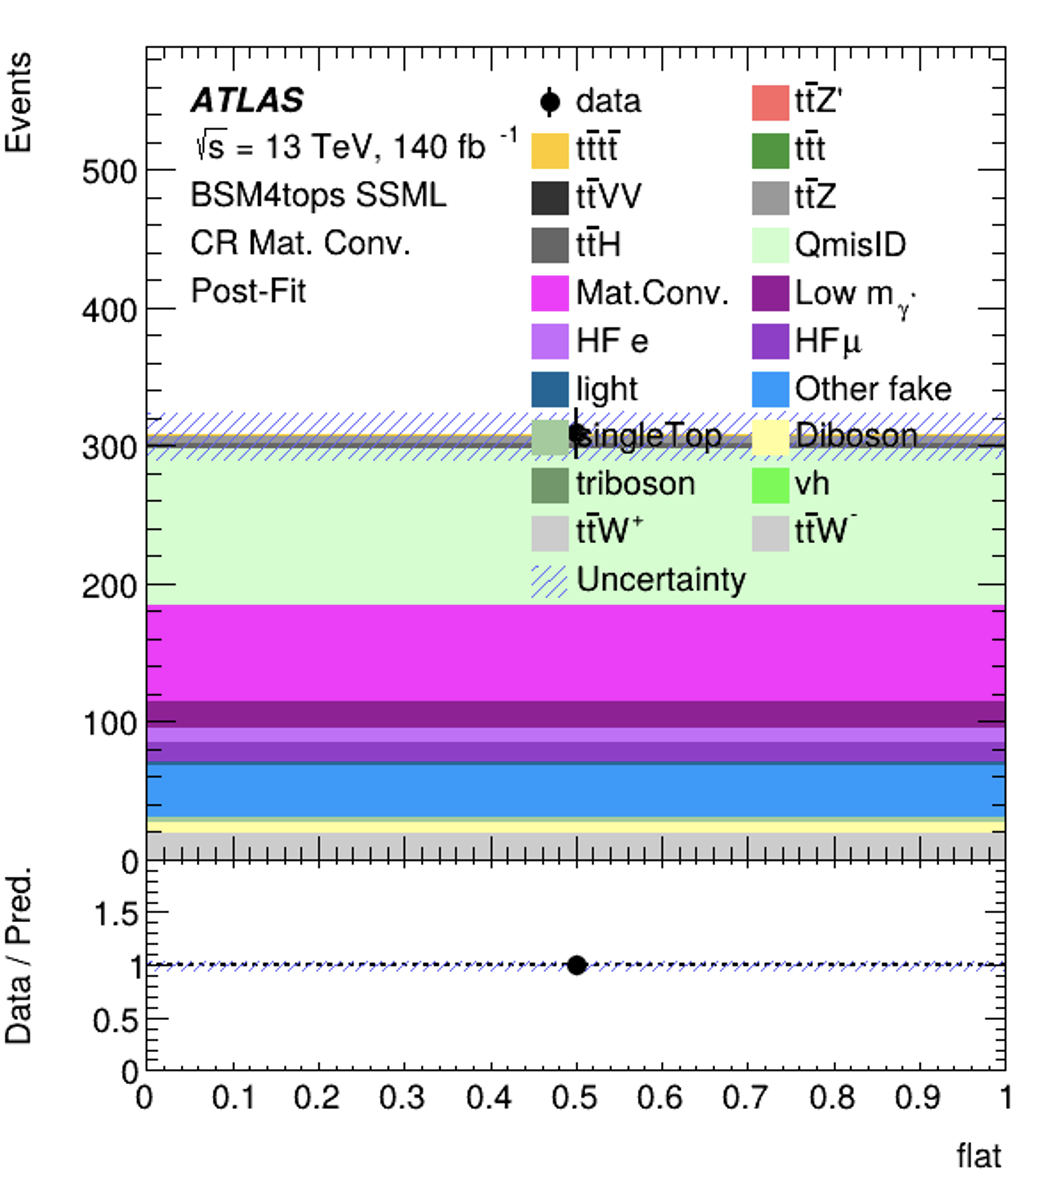 Events
ATLAS
√s = 13 TeV, 140 fb -1
BSM4tops SSML
CR Mat. Conv.
Post-Fit
data
tt̄Z'
tt̄tt̄
tt̄t
tt̄VV
tt̄Z
tt̄H
QmisID
Mat.Conv.
Low mγ*
HF e
HFμ
light
Other fake
singleTop
Diboson
triboson
vh
tt̄W+
tt̄W-
Uncertainty
500
400
300
200
100
0
Data / Pred.
1.5
1
0.5
0
0 0.1 0.2 0.3 0.4 0.5 0.6 0.7 0.8 0.9 1
flat